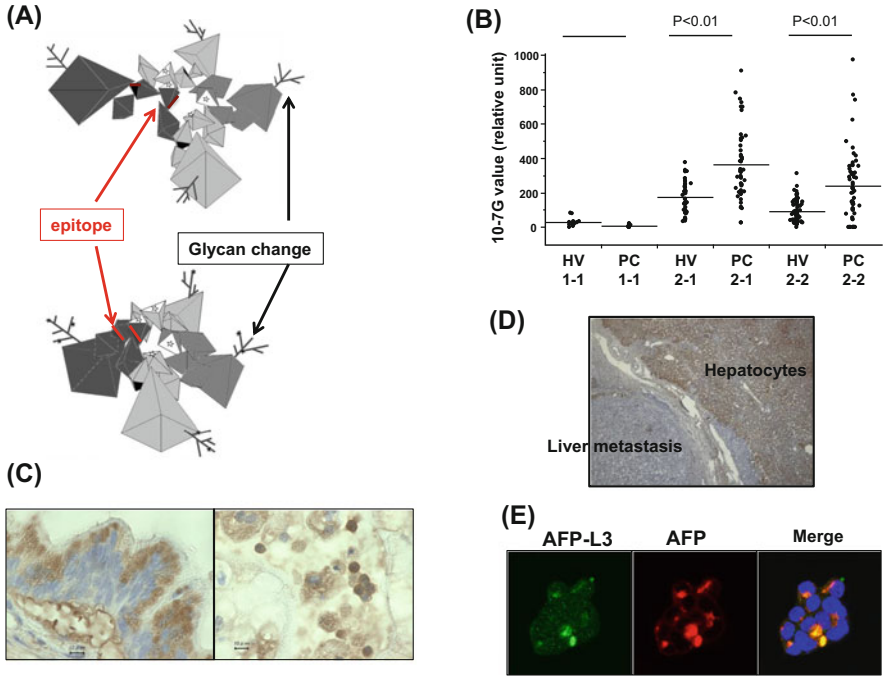 (A)
epitope
Glycan change
(B)
P<0.01
P<0.01
10-7G value (relative unit)
1000
800
600
400
200
0
HV PC HV PC HV PC
1-1 1-1 2-1 2-1 2-2 2-2
(C)
(D)
Hepatocytes
Liver metastasis
(E)
AFP-L3 AFP Merge